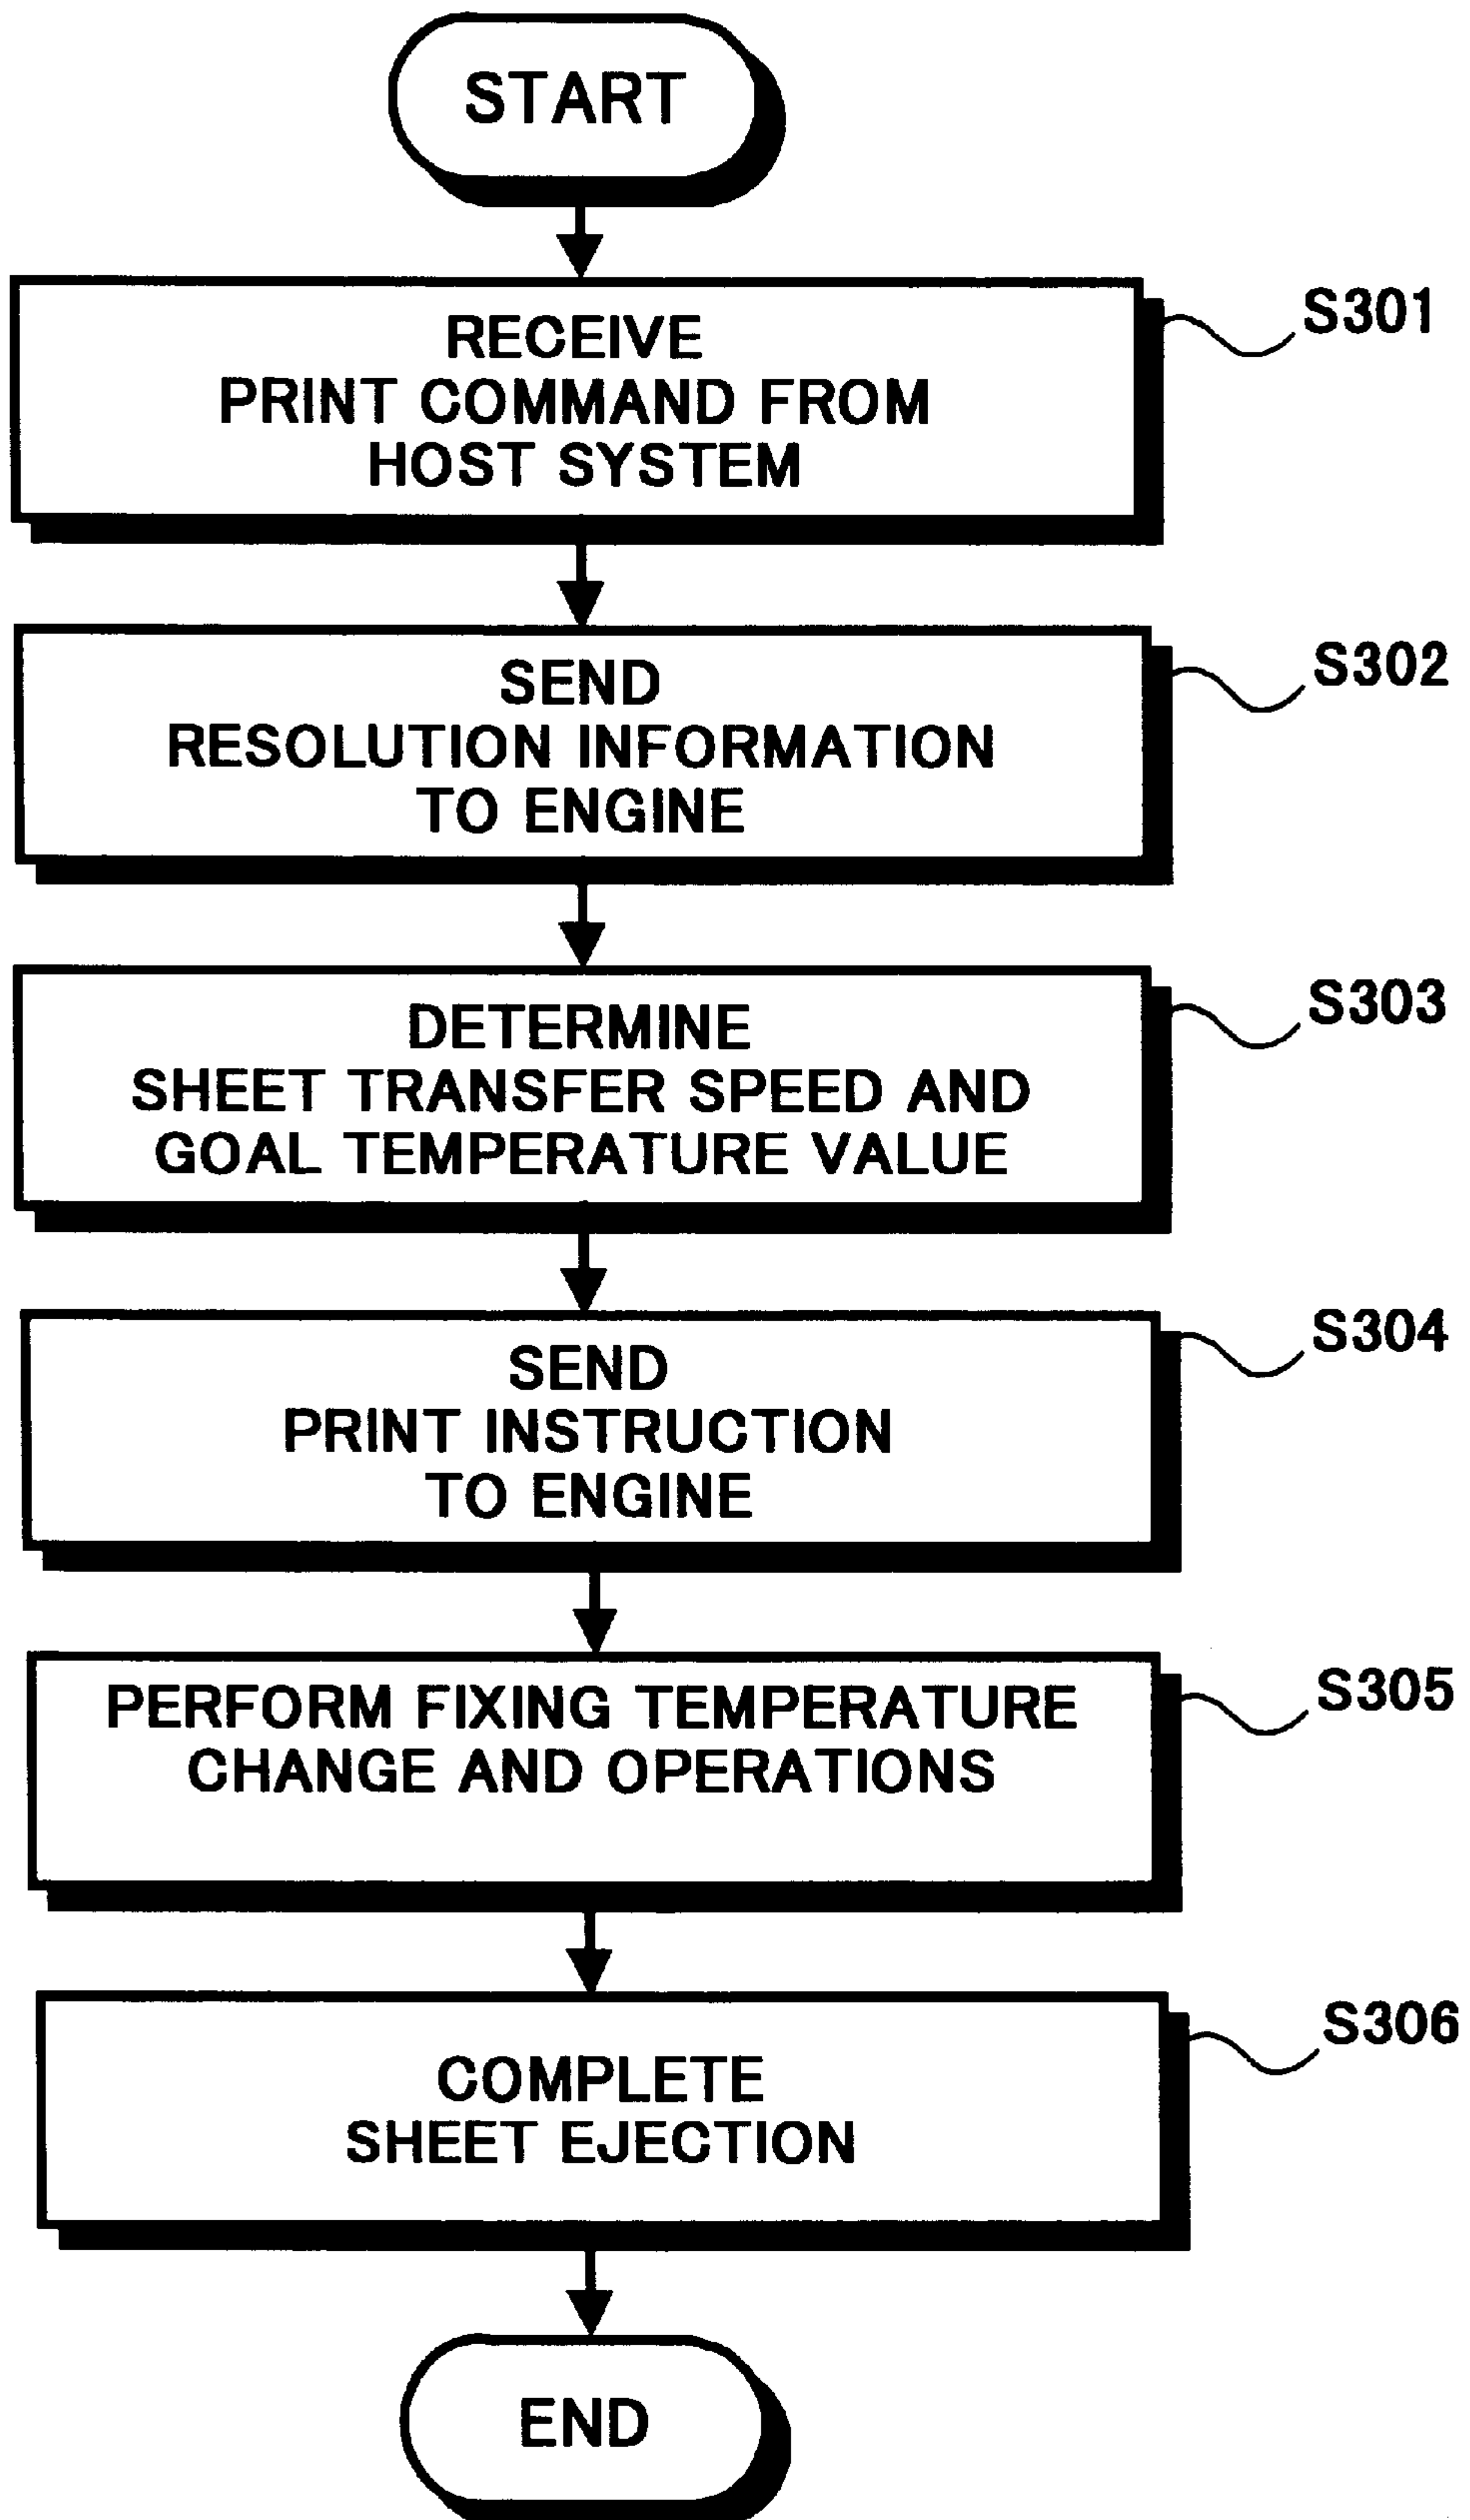 START
RECEIVE
PRINT COMMAND FROM
HOST SYSTEM
S301
SEND
RESOLUTION INFORMATION
TO ENGINE
S302
DETERMINE
SHEET TRANSFER SPEED AND
GOAL TEMPERATURE VALUE
S303
SEND
PRINT INSTRUCTION
TO ENGINE
S304
PERFORM FIXING TEMPERATURE
CHANGE AND OPERATIONS
S305
COMPLETE
SHEET EJECTION
S306
END